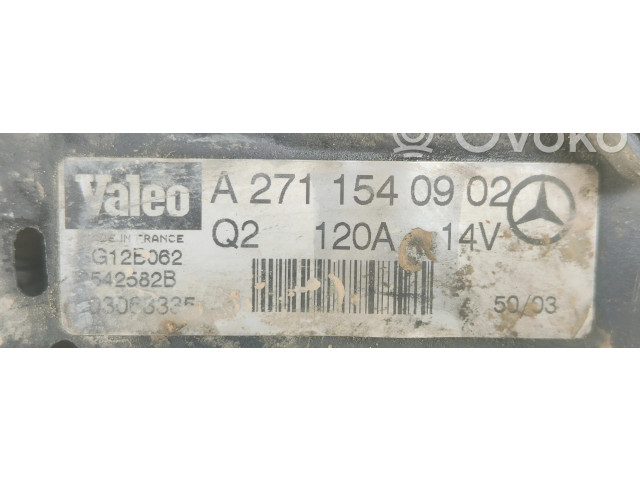 Ovoko
Valeo A 271 154 09 02
MADE IN FRANCE Q2 120A 14V
G12B062
542582B
50/03